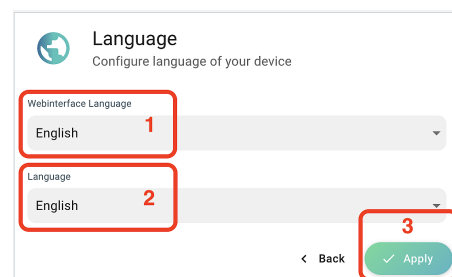 Language
Configure language of your device
Webinterface Language
English
1
Language
English
2
3
Back
Apply